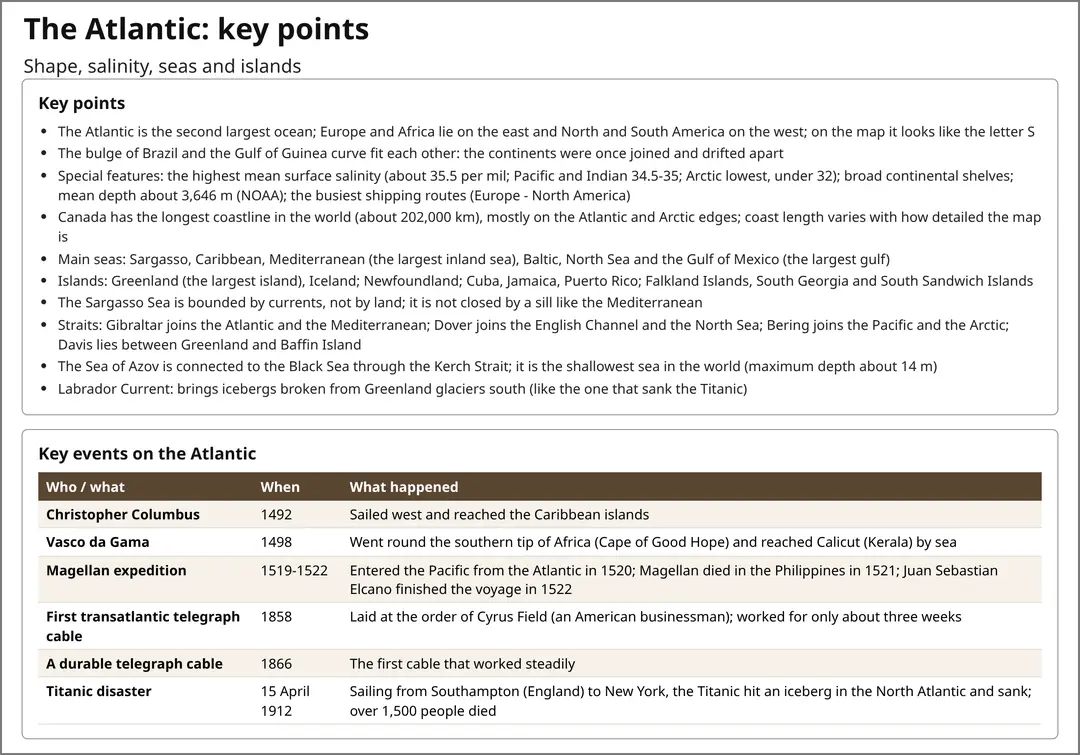 The Atlantic: key points
Shape, salinity, seas and islands
Key points
• The Atlantic is the second largest ocean; Europe and Africa lie on the east and North and South America on the west; on the map it looks like the letter S
• The bulge of Brazil and the Gulf of Guinea curve fit each other: the continents were once joined and drifted apart
• Special features: the highest mean surface salinity (about 35.5 per mil; Pacific and Indian 34.5-35; Arctic lowest, under 32); broad continental shelves;
mean depth about 3,646 m (NOAA); the busiest shipping routes (Europe - North America)
• Canada has the longest coastline in the world (about 202,000 km), mostly on the Atlantic and Arctic edges; coast length varies with how detailed the map
is
• Main seas: Sargasso, Caribbean, Mediterranean (the largest inland sea), Baltic, North Sea and the Gulf of Mexico (the largest gulf)
• Islands: Greenland (the largest island), Iceland; Newfoundland; Cuba, Jamaica, Puerto Rico; Falkland Islands, South Georgia and South Sandwich Islands
• The Sargasso Sea is bounded by currents, not by land; it is not closed by a sill like the Mediterranean
• Straits: Gibraltar joins the Atlantic and the Mediterranean; Dover joins the English Channel and the North Sea; Bering joins the Pacific and the Arctic;
Davis lies between Greenland and Baffin Island
• The Sea of Azov is connected to the Black Sea through the Kerch Strait; it is the shallowest sea in the world (maximum depth about 14 m)
• Labrador Current: brings icebergs broken from Greenland glaciers south (like the one that sank the Titanic)
Key events on the Atlantic
Who / what When What happened
Christopher Columbus 1492 Sailed west and reached the Caribbean islands
Vasco da Gama 1498 Went round the southern tip of Africa (Cape of Good Hope) and reached Calicut (Kerala) by sea
Magellan expedition 1519-1522 Entered the Pacific from the Atlantic in 1520; Magellan died in the Philippines in 1521; Juan Sebastian
Elcano finished the voyage in 1522
First transatlantic telegraph 1858 Laid at the order of Cyrus Field (an American businessman); worked for only about three weeks
cable
A durable telegraph cable 1866 The first cable that worked steadily
Titanic disaster 15 April Sailing from Southampton (England) to New York, the Titanic hit an iceberg in the North Atlantic and sank;
1912 over 1,500 people died